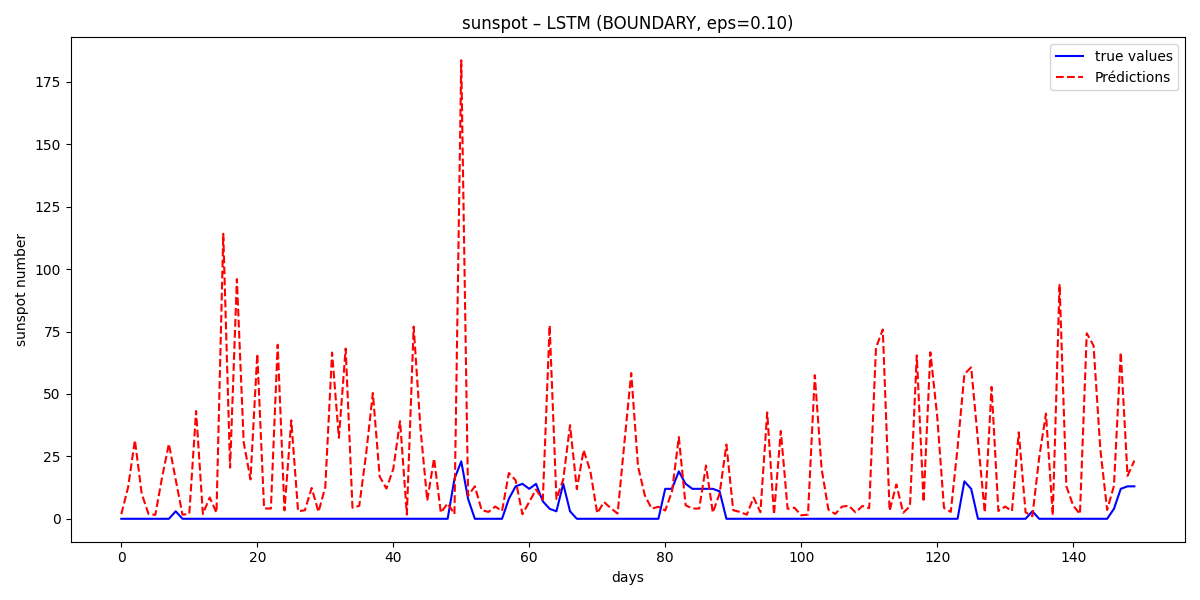 sunspot – LSTM (BOUNDARY, eps=0.10)
true values
Prédictions
sunspot number
175
150
125
100
75
50
25
0
0 20 40 60 80 100 120 140
days